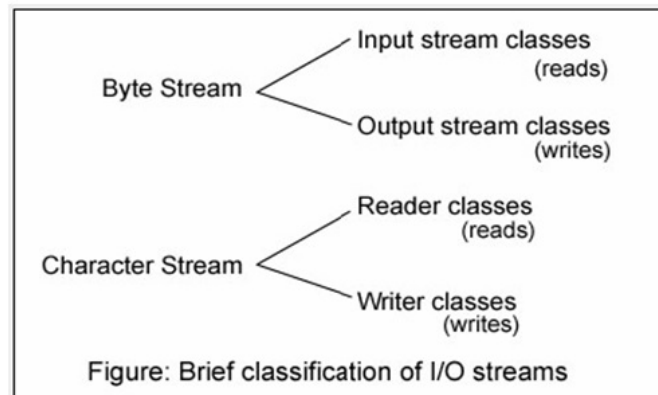 Input stream classes
(reads)
Byte Stream
Output stream classes
(writes)
Reader classes
(reads)
Character Stream
Writer classes
(writes)
Figure: Brief classification of I/O streams